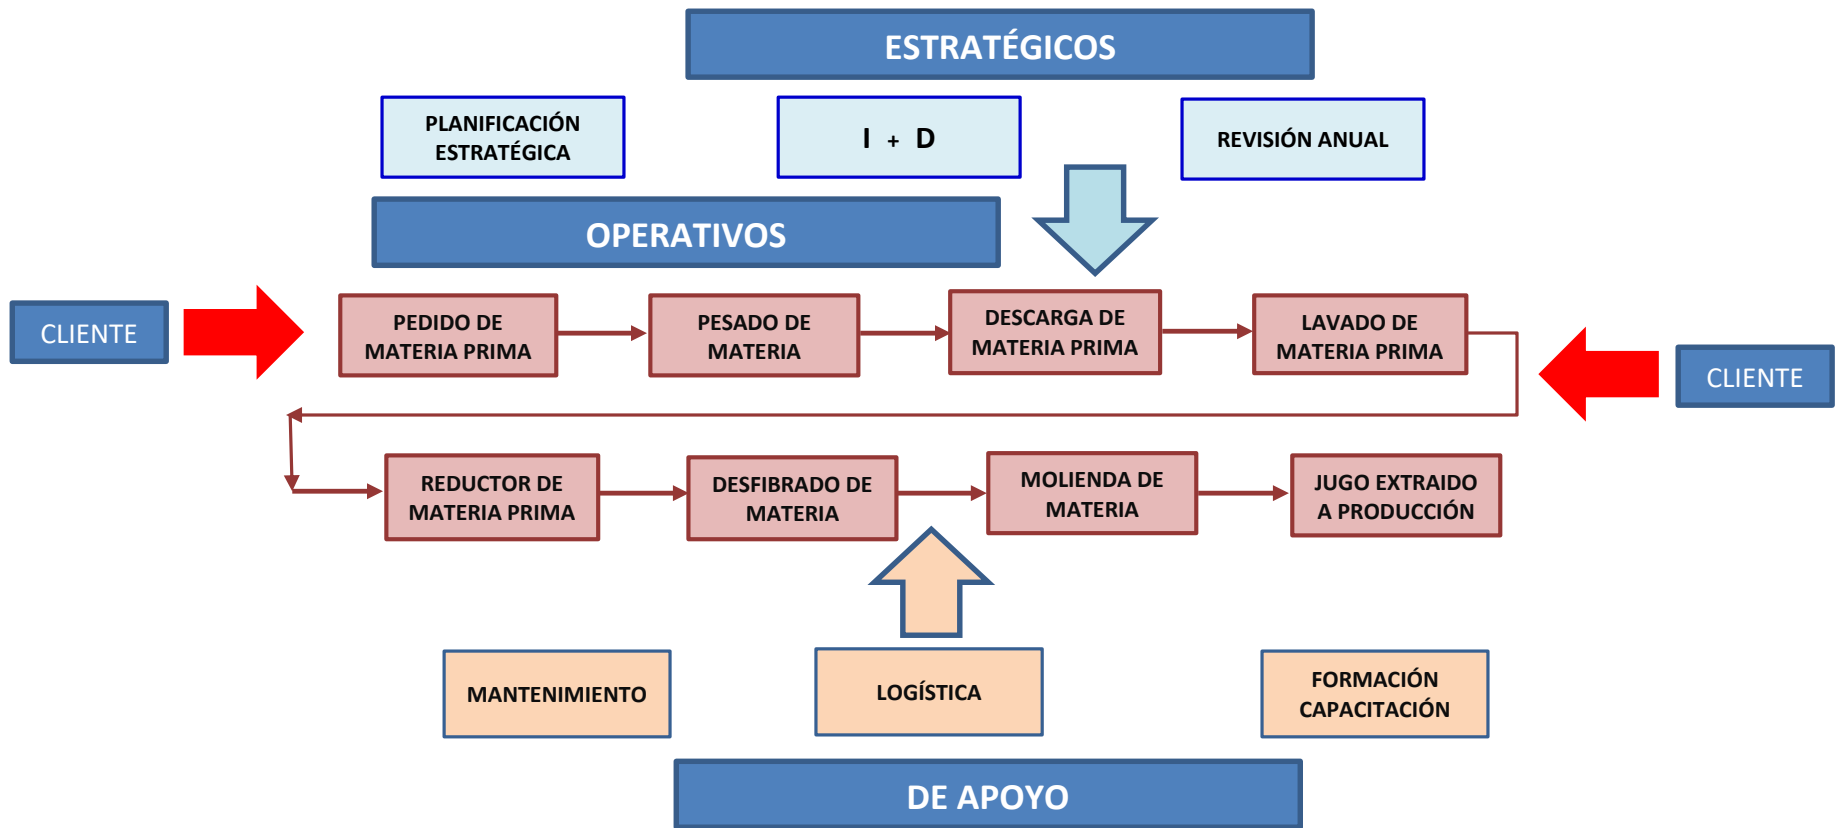 ESTRATÉGICOS
PLANIFICACIÓN
ESTRATÉGICA
I + D
REVISIÓN ANUAL
OPERATIVOS
CLIENTE
PEDIDO DE
MATERIA PRIMA
PESADO DE
MATERIA
DESCARGA DE
MATERIA PRIMA
LAVADO DE
MATERIA PRIMA
CLIENTE
REDUCTOR DE
MATERIA PRIMA
DESFIBRADO DE
MATERIA
MOLIENDA DE
MATERIA
JUGO EXTRAIDO
A PRODUCCIÓN
MANTENIMIENTO
LOGÍSTICA
FORMACIÓN
CAPACITACIÓN
DE APOYO